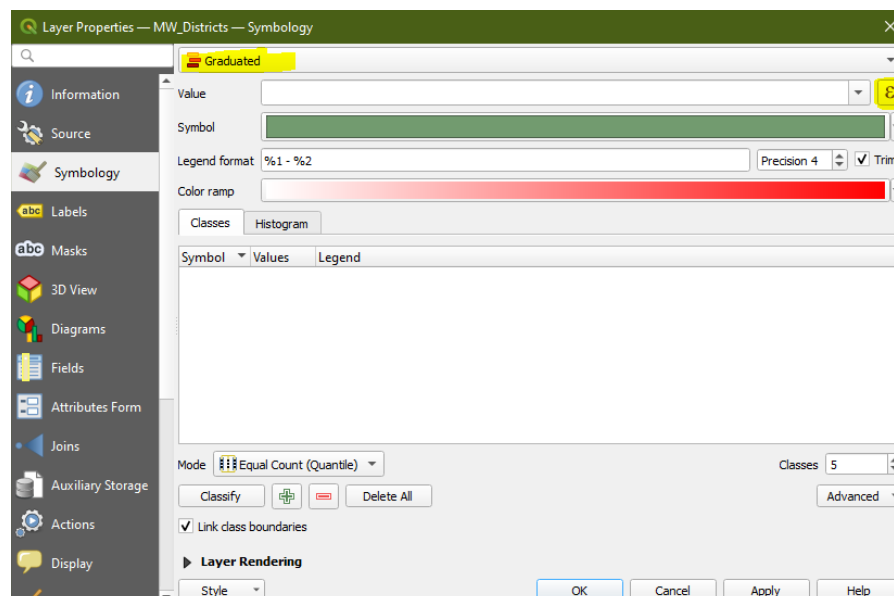 Layer Properties — MW_Districts — Symbology
Graduated
Information
Value
ε
Source
Symbol
Symbology
Legend format %1 - %2 Precision 4 Trim
Color ramp
abc Labels
Classes Histogram
abc Masks
Symbol Values Legend
3D View
Diagrams
Fields
Attributes Form
Joins
Mode Equal Count (Quantile) Classes 5
Auxiliary Storage
Classify Delete All Advanced
Actions
Link class boundaries
Display
Layer Rendering
Style OK Cancel Apply Help